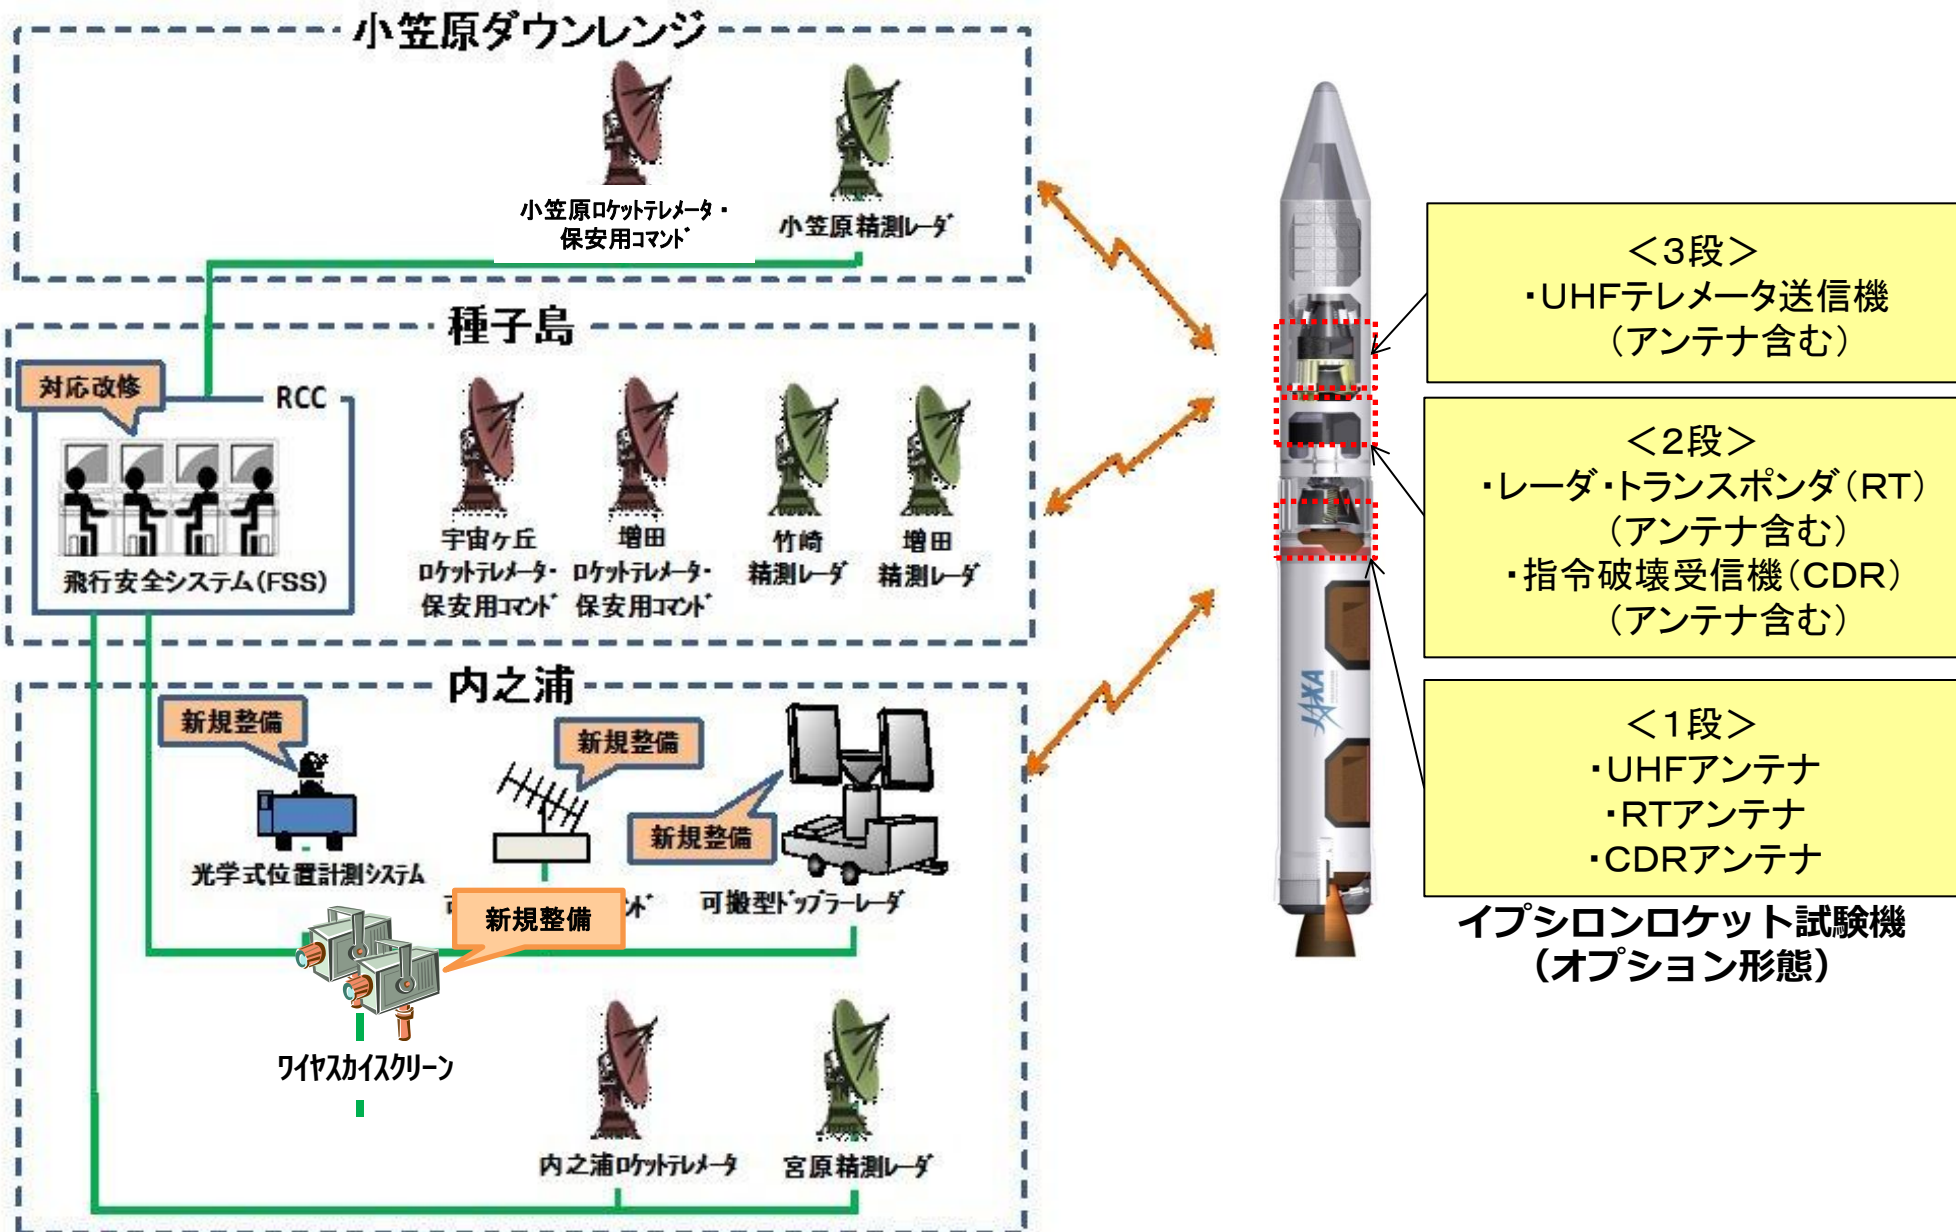 小笠原ダウンレンジ
小笠原ﾛｹｯﾄﾃﾚﾒｰﾀ・
保安用ｺﾏﾝﾄﾞ
小笠原精測ﾚｰﾀﾞ
種子島
対応改修
RCC
飛行安全システム(FSS)
宇宙ヶ丘
ﾛｹｯﾄﾃﾚﾒｰﾀ・
保安用ｺﾏﾝﾄﾞ
増田
ﾛｹｯﾄﾃﾚﾒｰﾀ・
保安用ｺﾏﾝﾄﾞ
竹崎
精測ﾚｰﾀﾞ
増田
精測ﾚｰﾀﾞ
内之浦
新規整備
光学式位置計測ｼｽﾃﾑ
新規整備
新規整備
可搬型ﾄﾞｯﾌﾟﾗｰﾚｰﾀﾞ
新規整備
ﾜｲﾔｽｶｲｽｸﾘｰﾝ
内之浦ﾛｹｯﾄﾃﾚﾒｰﾀ
宮原精測ﾚｰﾀﾞ
JAXA
＜３段＞
・UHFテレメータ送信機
（アンテナ含む）
＜２段＞
・レーダ・トランスポンダ（RT）
（アンテナ含む）
・指令破壊受信機（CDR）
（アンテナ含む）
＜１段＞
・UHFアンテナ
・RTアンテナ
・CDRアンテナ
イプシロンロケット試験機
（オプション形態）